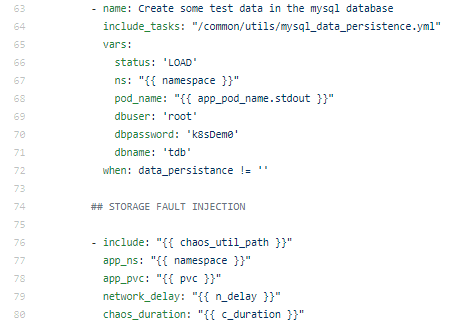 63 - name: Create some test data in the mysql database
64 include_tasks: "/common/utils/mysql_data_persistence.yml"
65 vars:
66 status: 'LOAD'
67 ns: "{{ namespace }}"
68 pod_name: "{{ app_pod_name.stdout }}"
69 dbuser: 'root'
70 dbpassword: 'k8sDem0'
71 dbname: 'tdb'
72 when: data_persistance != ''
73
74 ## STORAGE FAULT INJECTION
75
76 - include: "{{ chaos_util_path }}"
77 app_ns: "{{ namespace }}"
78 app_pvc: "{{ pvc }}"
79 network_delay: "{{ n_delay }}"
80 chaos_duration: "{{ c_duration }}"